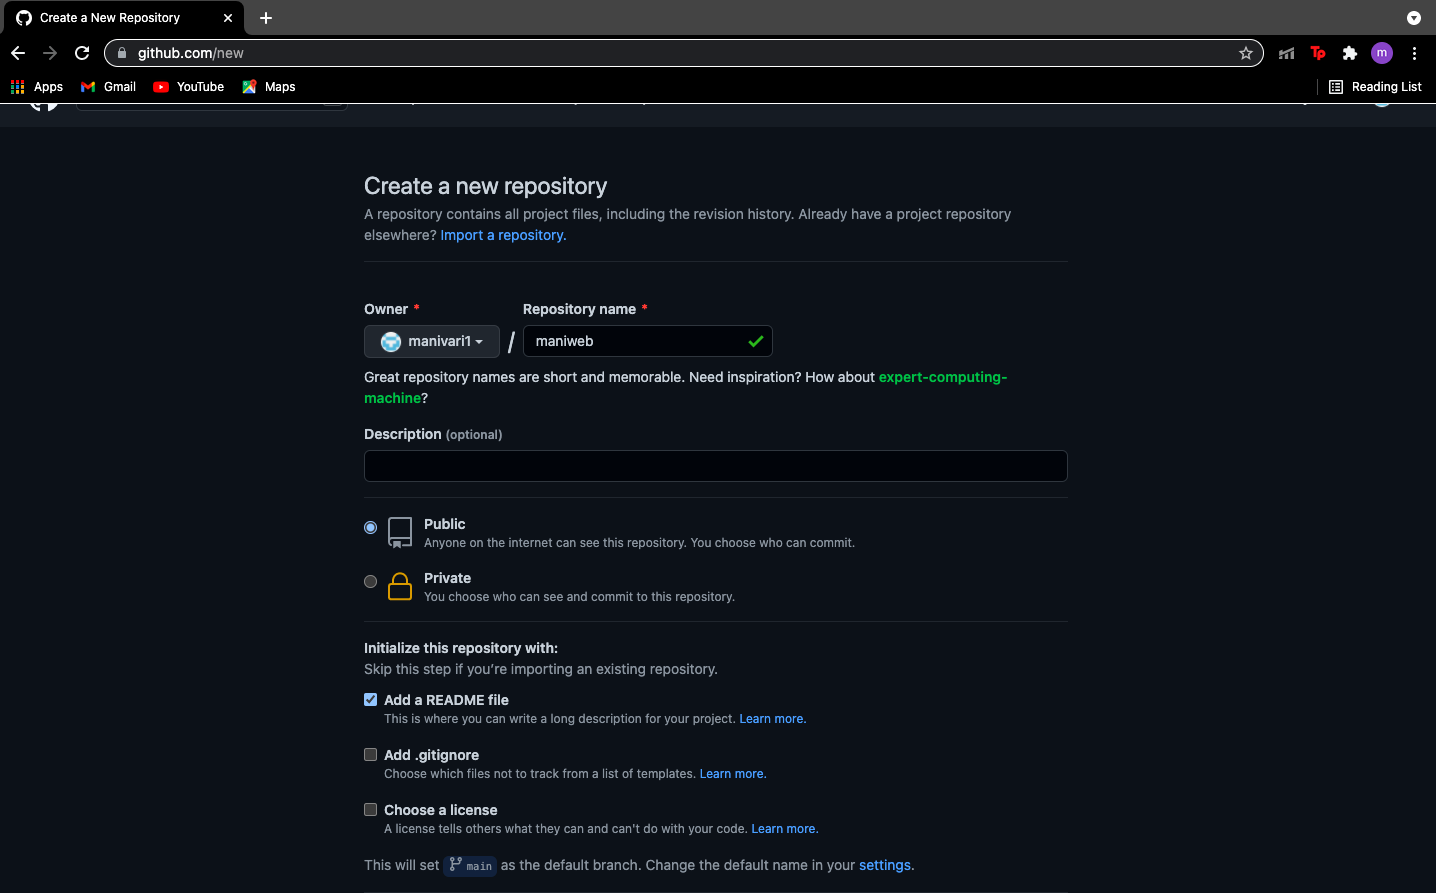 Create a New Repository
github.com/new
m
Apps Gmail YouTube Maps Reading List
Create a new repository
A repository contains all project files, including the revision history. Already have a project repository
elsewhere? Import a repository.
Owner * Repository name *
manivari1 / maniweb
Great repository names are short and memorable. Need inspiration? How about expert-computing-
machine?
Description (optional)
Public
Anyone on the internet can see this repository. You choose who can commit.
Private
You choose who can see and commit to this repository.
Initialize this repository with:
Skip this step if you’re importing an existing repository.
Add a README file
This is where you can write a long description for your project. Learn more.
Add .gitignore
Choose which files not to track from a list of templates. Learn more.
Choose a license
A license tells others what they can and can't do with your code. Learn more.
This will set main as the default branch. Change the default name in your settings.